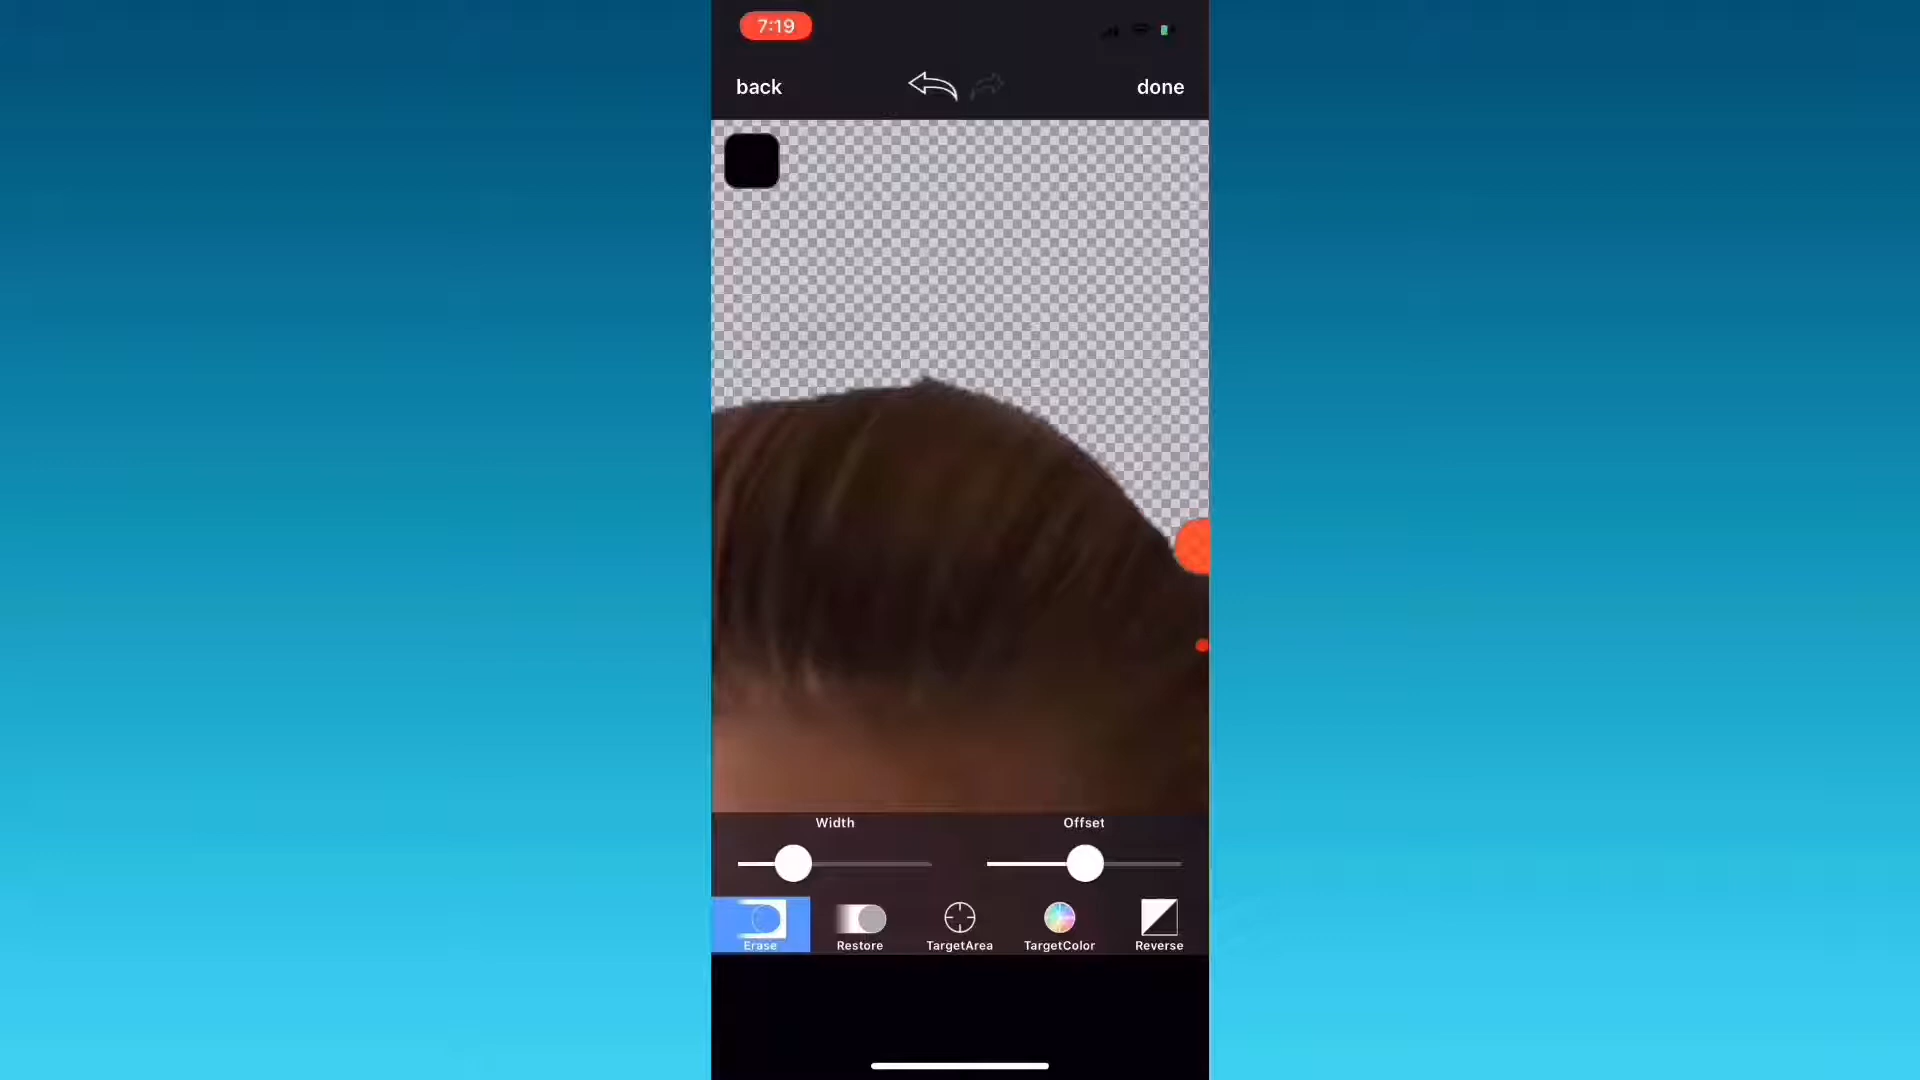 7:19
back
done
Width
Offset
Erase
Restore
TargetArea
TargetColor
Reverse